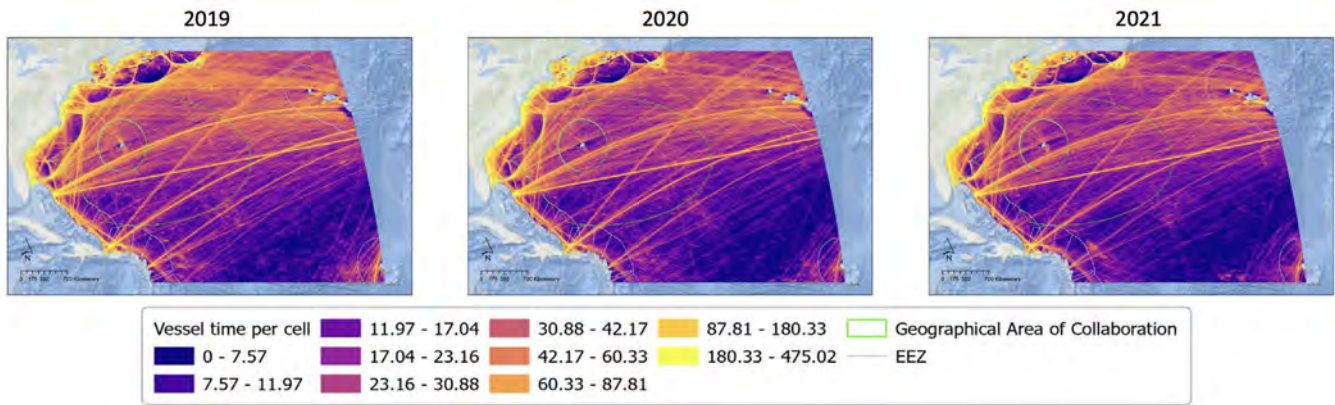 2019 2020 2021
N N N
Vessel time per cell 11.97 - 17.04 30.88 - 42.17 87.81 - 180.33 Geographical Area of Collaboration
0 - 7.57 17.04 - 23.16 42.17 - 60.33 180.33 - 475.02 EEZ
7.57 - 11.97 23.16 - 30.88 60.33 - 87.81